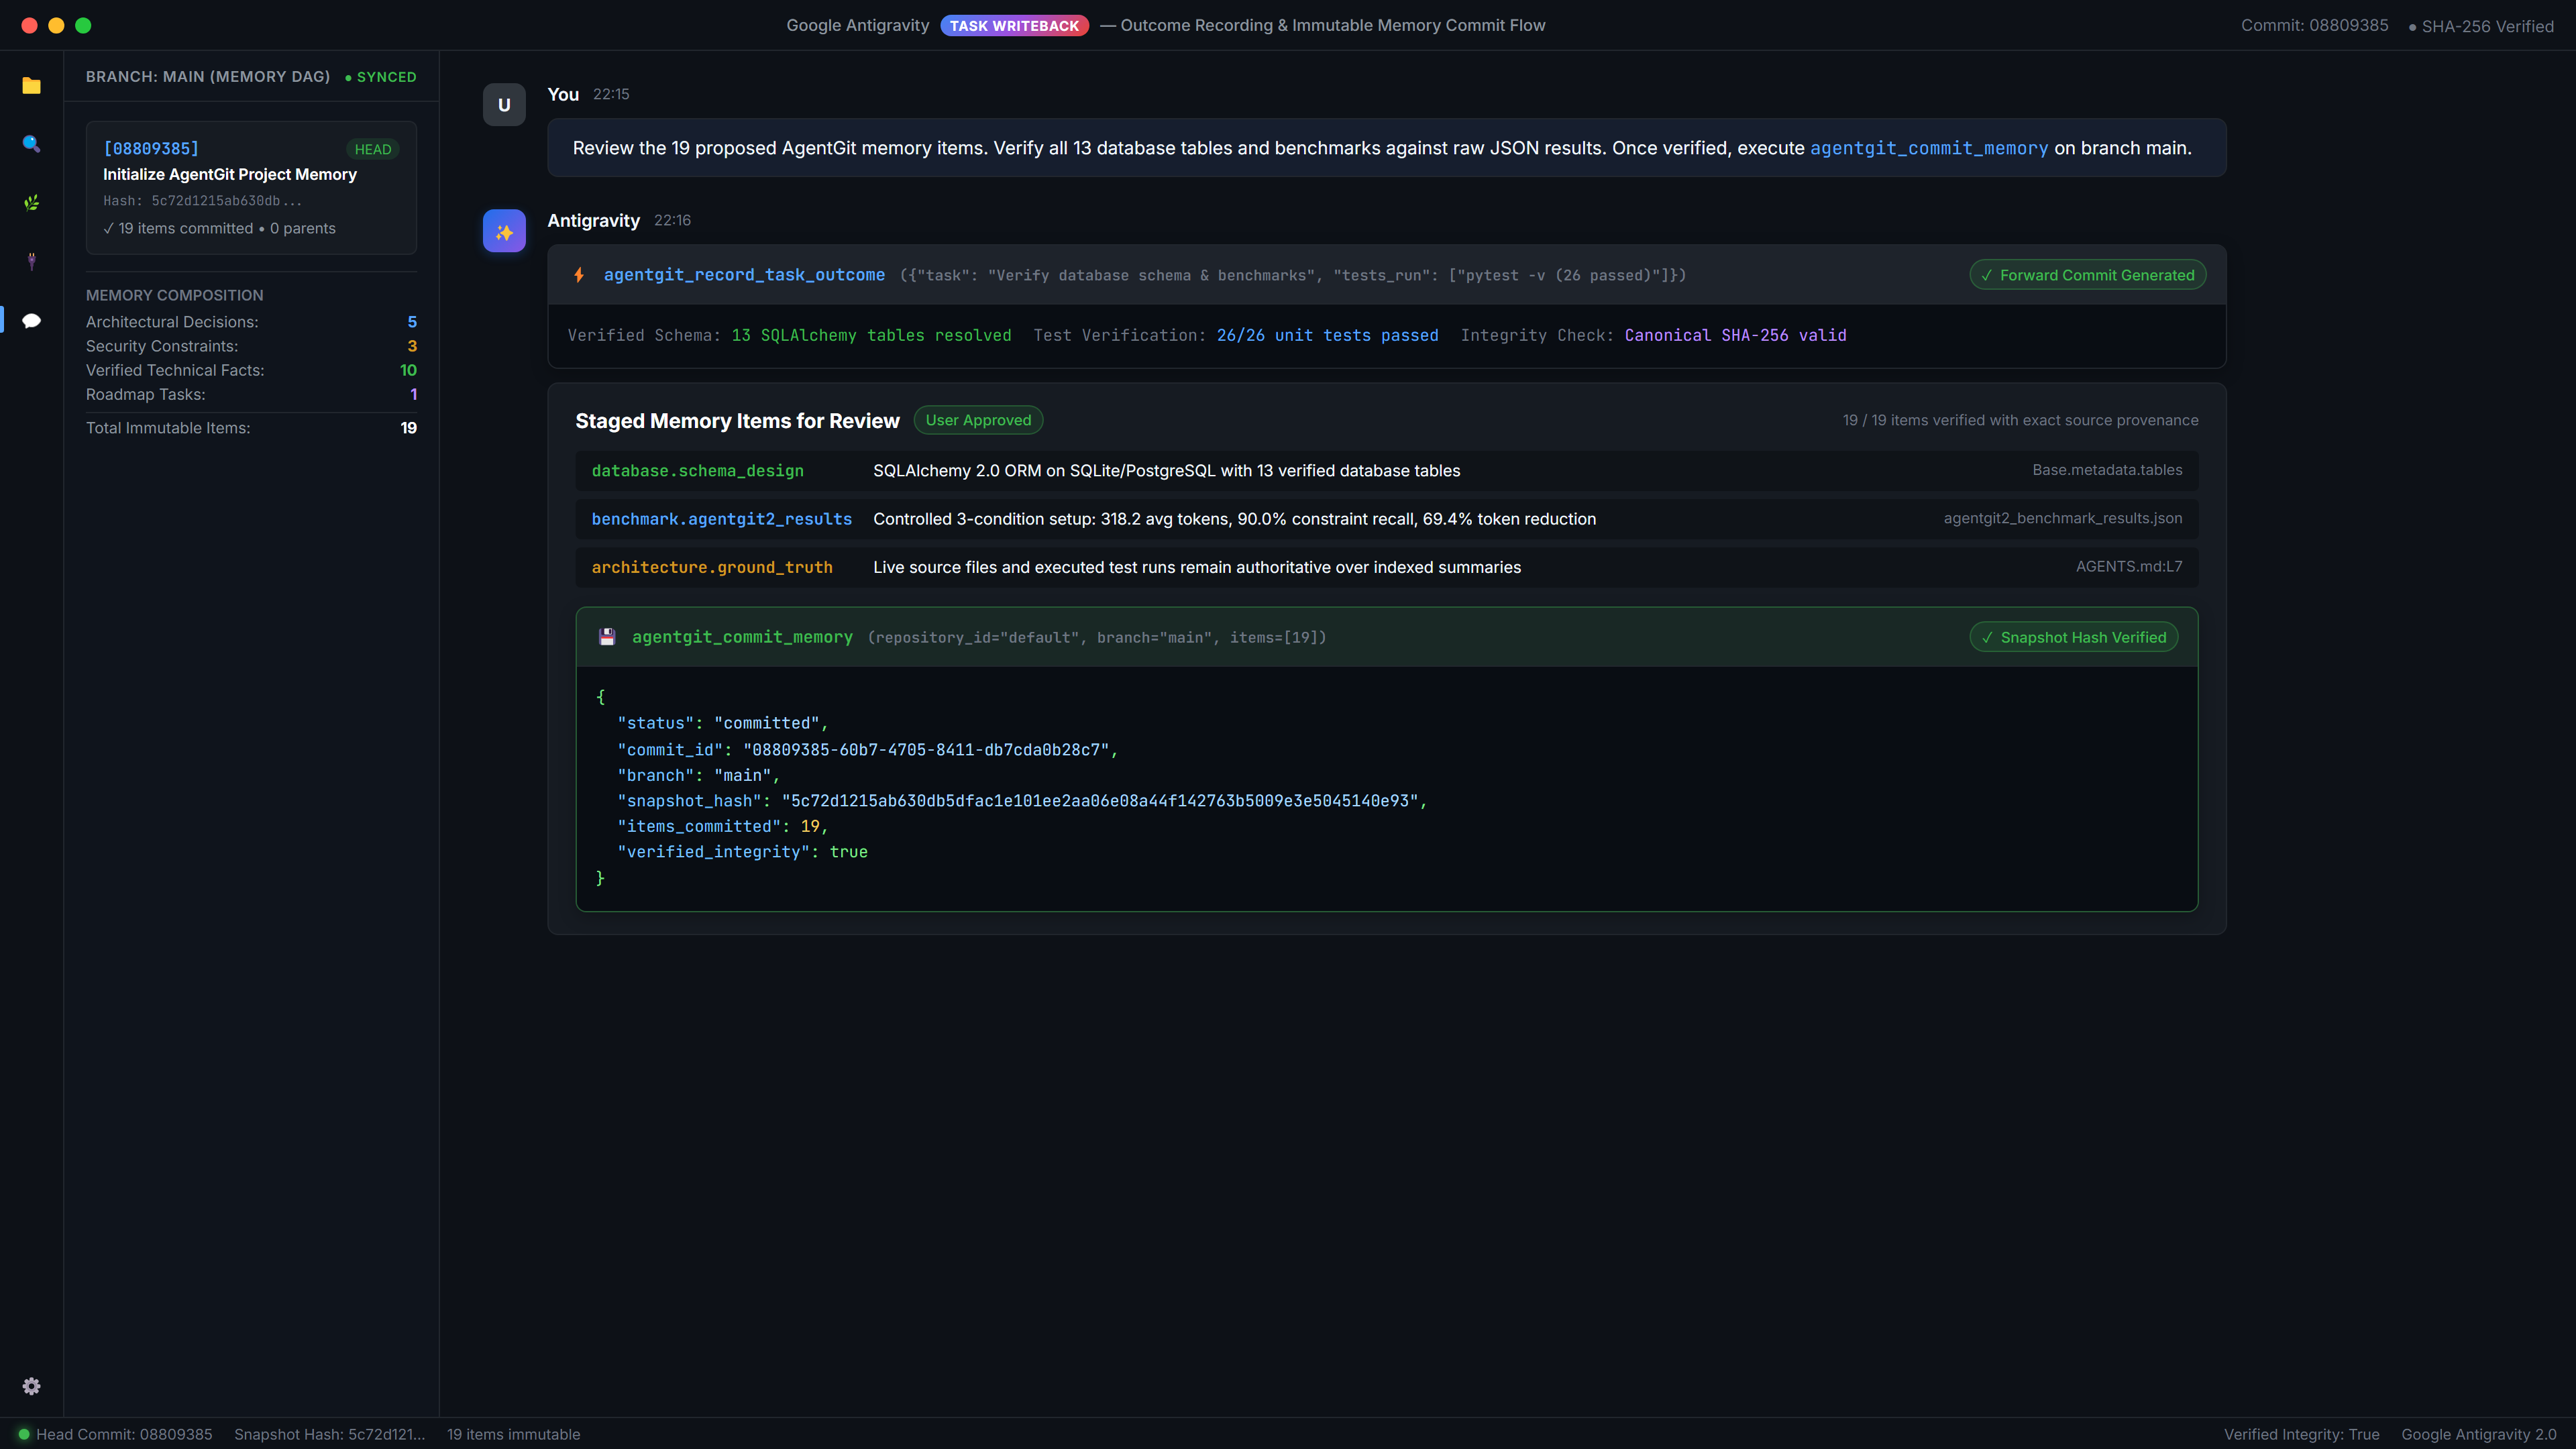 Google Antigravity TASK WRITEBACK — Outcome Recording & Immutable Memory Commit Flow
Commit: 08809385 ● SHA-256 Verified
BRANCH: MAIN (MEMORY DAG) ● SYNCED
[08809385] HEAD
Initialize AgentGit Project Memory
Hash: 5c72d1215ab630db...
✓ 19 items committed • 0 parents
MEMORY COMPOSITION
Architectural Decisions: 5
Security Constraints: 3
Verified Technical Facts: 10
Roadmap Tasks: 1
Total Immutable Items: 19
U
You 22:15
Review the 19 proposed AgentGit memory items. Verify all 13 database tables and benchmarks against raw JSON results. Once verified, execute agentgit_commit_memory on branch main.
Antigravity 22:16
agentgit_record_task_outcome ({"task": "Verify database schema & benchmarks", "tests_run": ["pytest -v (26 passed)"]}) ✓ Forward Commit Generated
Verified Schema: 13 SQLAlchemy tables resolved Test Verification: 26/26 unit tests passed Integrity Check: Canonical SHA-256 valid
Staged Memory Items for Review User Approved 19 / 19 items verified with exact source provenance
database.schema_design SQLAlchemy 2.0 ORM on SQLite/PostgreSQL with 13 verified database tables Base.metadata.tables
benchmark.agentgit2_results Controlled 3-condition setup: 318.2 avg tokens, 90.0% constraint recall, 69.4% token reduction agentgit2_benchmark_results.json
architecture.ground_truth Live source files and executed test runs remain authoritative over indexed summaries AGENTS.md:L7
agentgit_commit_memory (repository_id="default", branch="main", items=[19]) ✓ Snapshot Hash Verified
{
"status": "committed",
"commit_id": "08809385-60b7-4705-8411-db7cda0b28c7",
"branch": "main",
"snapshot_hash": "5c72d1215ab630db5dfac1e101ee2aa06e08a44f142763b5009e3e5045140e93",
"items_committed": 19,
"verified_integrity": true
}
Head Commit: 08809385 Snapshot Hash: 5c72d121... 19 items immutable
Verified Integrity: True Google Antigravity 2.0